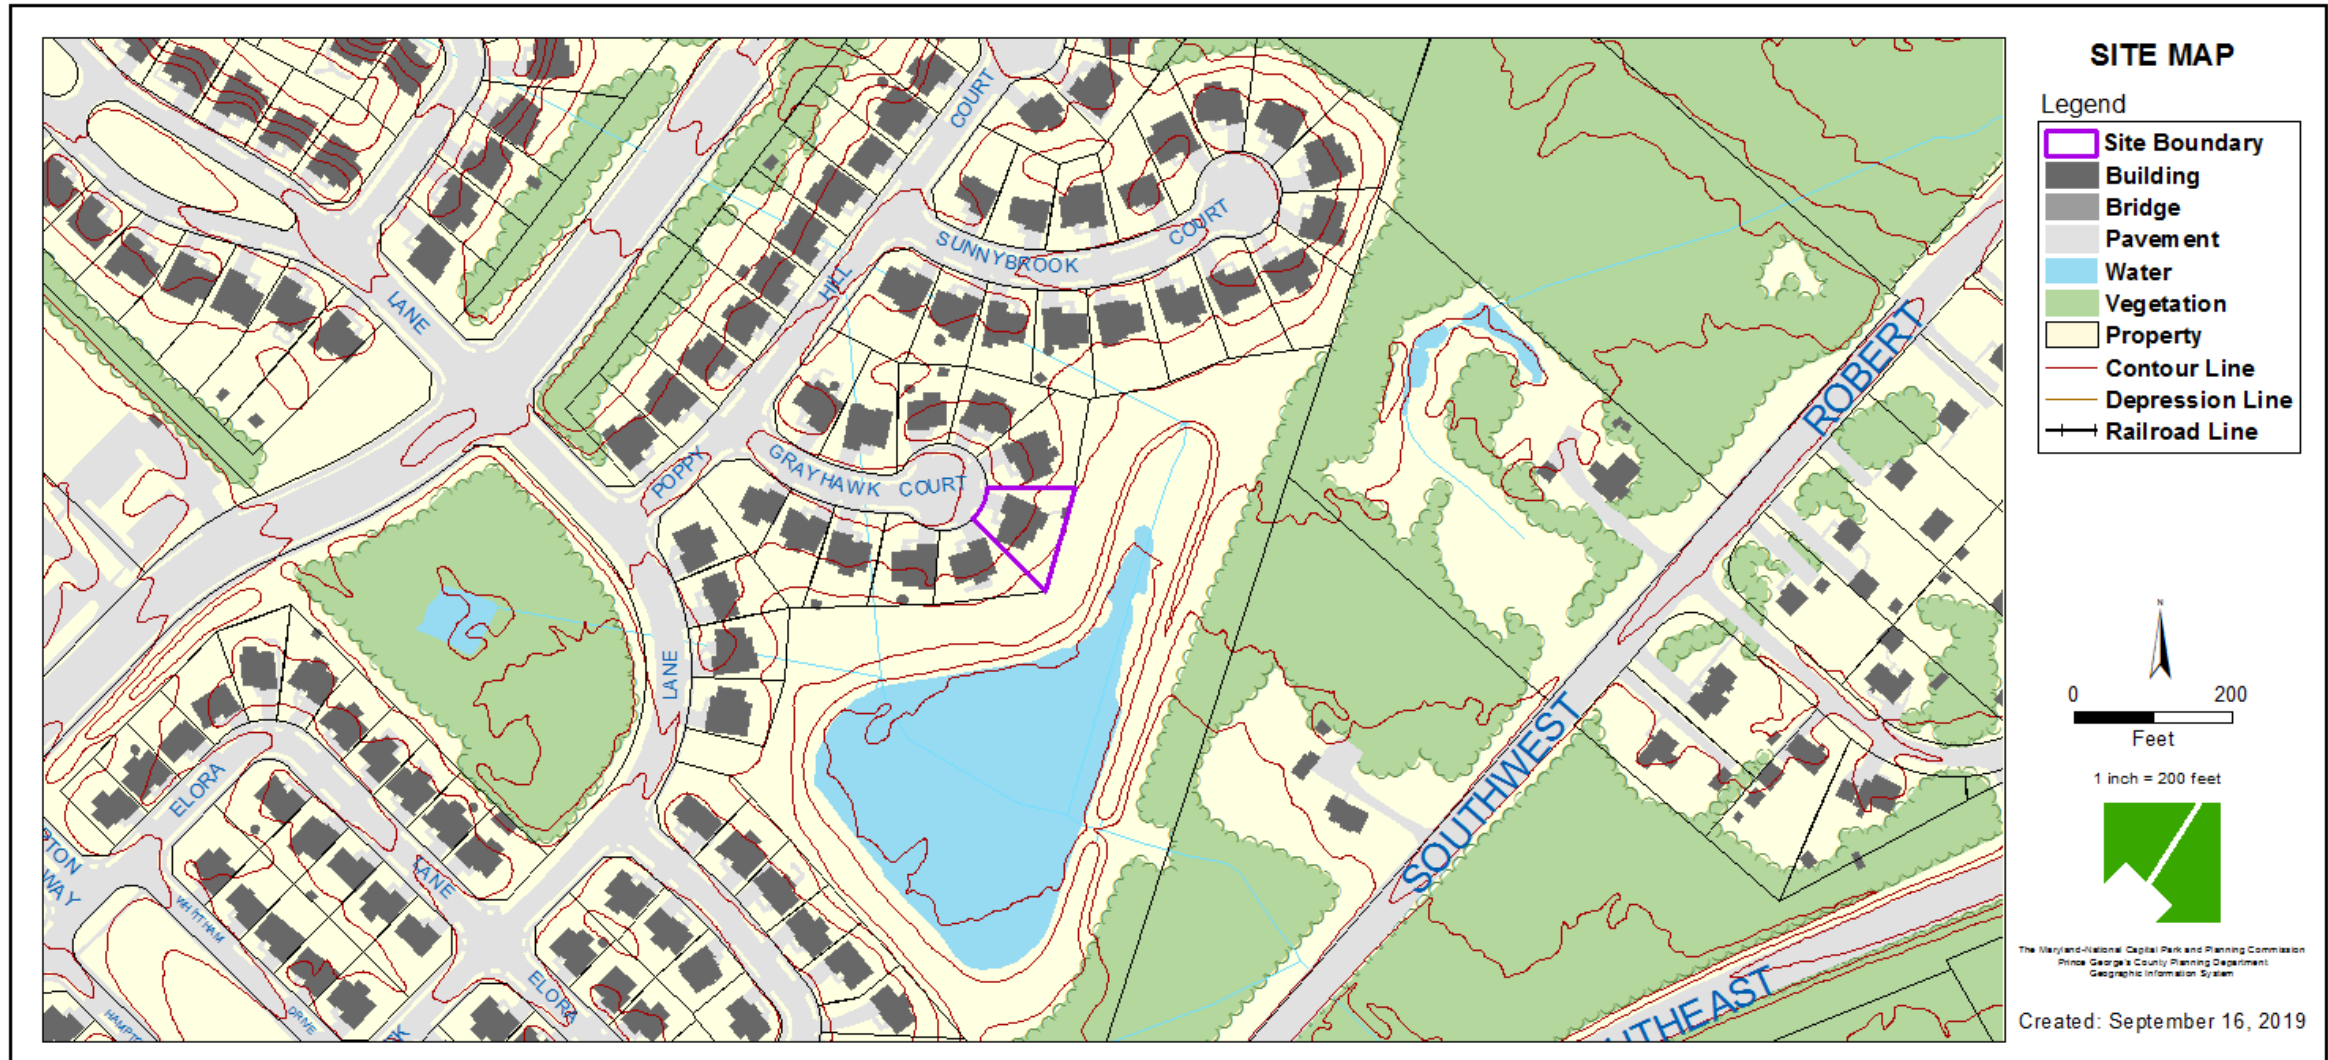 SITE MAP
Legend
Site Boundary
Building
Bridge
Pavement
Water
Vegetation
Property
Contour Line
Depression Line
Railroad Line
N
0 200
Feet
1 inch = 200 feet
The Maryland-National Capital Park and Planning Commission
Prince George's County Planning Department
Geographic Information System
Created: September 16, 2019
COURT
SUNNYBROOK
COURT
HILL
LANE
POPPY
GRAYHAWK COURT
ROBERT
LANE
SOUTHWEST
ELORA
LANE
WAY
DRIVE
ELORA